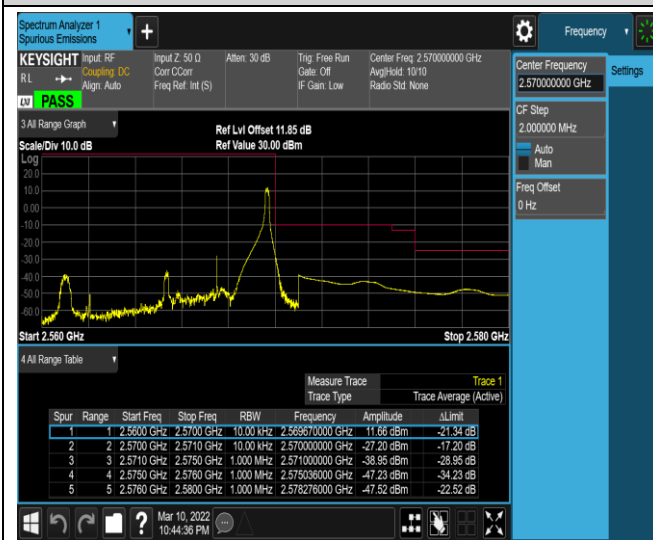 Spectrum Analyzer 1
Spurious Emissions
Frequency
KEYSIGHT
Input: RF
Coupling: DC
Align: Auto
Input Z: 50 Ω
Corr CCorr
Freq Ref: Int (S)
Atten: 30 dB
Trig: Free Run
Gate: Off
IF Gain: Low
Center Freq: 2.570000000 GHz
Avg|Hold: 10/10
Radio Std: None
RL
LXI
PASS
Center Frequency
2.570000000 GHz
Settings
CF Step
2.000000 MHz
Auto
Man
Freq Offset
0 Hz
3 All Range Graph
Ref Lvl Offset 11.85 dB
Scale/Div 10.0 dB
Ref Value 30.00 dBm
Log
20.0
10.0
0.00
-10.0
-20.0
-30.0
-40.0
-50.0
-60.0
Start 2.560 GHz
Stop 2.580 GHz
4 All Range Table
Measure Trace Trace 1
Trace Type Trace Average (Active)
Spur Range Start Freq Stop Freq RBW Frequency Amplitude ΔLimit
1 1 2.5600 GHz 2.5700 GHz 10.00 kHz 2.569670000 GHz 11.66 dBm -21.34 dB
2 2 2.5700 GHz 2.5710 GHz 10.00 kHz 2.570000000 GHz -27.20 dBm -17.20 dB
3 3 2.5710 GHz 2.5750 GHz 1.000 MHz 2.571000000 GHz -38.95 dBm -28.95 dB
4 4 2.5750 GHz 2.5760 GHz 1.000 MHz 2.575036000 GHz -47.23 dBm -34.23 dB
5 5 2.5760 GHz 2.5800 GHz 1.000 MHz 2.578276000 GHz -47.52 dBm -22.52 dB
Mar 10, 2022
10:44:36 PM